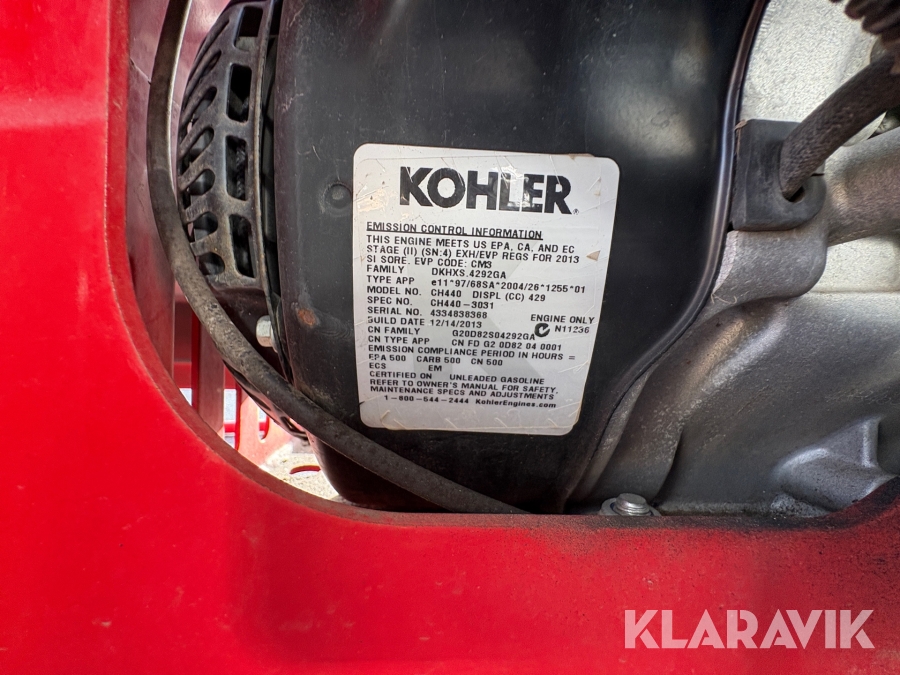 KOHLER®
EMISSION CONTROL INFORMATION
THIS ENGINE MEETS US EPA, CA, AND EC
STAGE (II) (SN:4) EXH/EVP REGS FOR 2013
SI SORE. EVP CODE: CM3
FAMILY DKHXS.4292GA
TYPE APP e11*97/68SA*2004/26*1255*01
MODEL NO. CH440 DISPL (CC) 429
SPEC NO. CH440-3031
SERIAL NO. 4334838368 ENGINE ONLY
BUILD DATE 12/14/2013 N11236
CN FAMILY G20D82S04292GA
CN TYPE APP CN FD G2 0D82 04 0001
EMISSION COMPLIANCE PERIOD IN HOURS =
EPA 500 CARB 500 CN 500
ECS EM
CERTIFIED ON UNLEADED GASOLINE
REFER TO OWNER'S MANUAL FOR SAFETY,
MAINTENANCE SPECS AND ADJUSTMENTS
1-800-544-2444 KohlerEngines.com
KLARAVIK